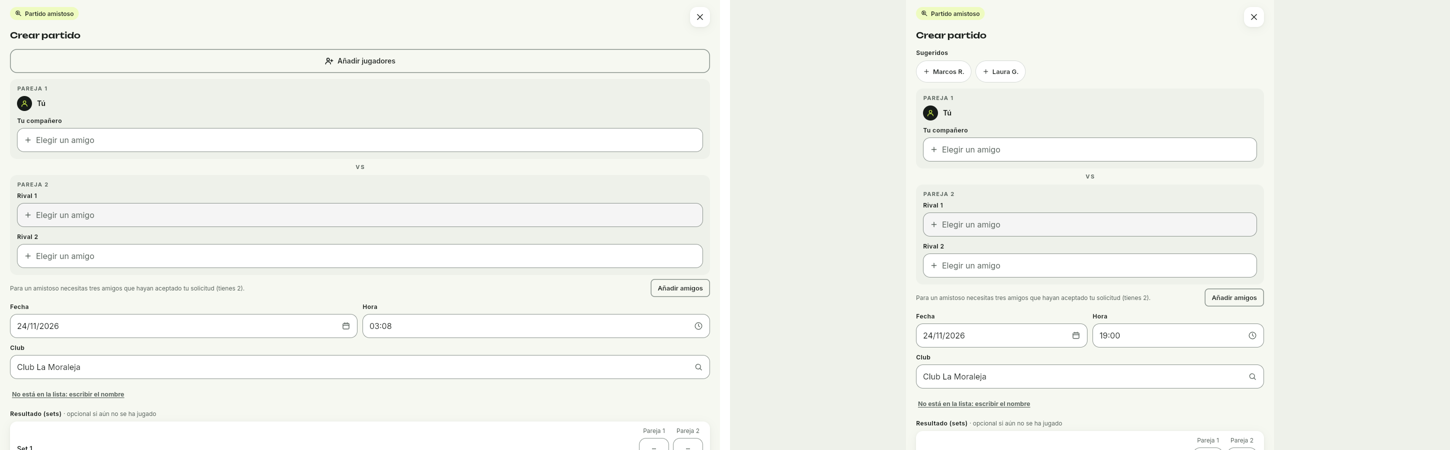 Partido amistoso
Crear partido
Añadir jugadores
PAREJA 1
Tú
Tu compañero
Elegir un amigo
VS
PAREJA 2
Rival 1
Elegir un amigo
Rival 2
Elegir un amigo
Para un amistoso necesitas tres amigos que hayan aceptado tu solicitud (tienes 2).
Añadir amigos
Fecha
Hora
24/11/2026
03:08
Club
Club La Moraleja
No está en la lista: escribir el nombre
Resultado (sets) · opcional si aún no se ha jugado
Pareja 1
Pareja 2
Set 1
Partido amistoso
Crear partido
Sugeridos
+ Marcos R.
+ Laura G.
PAREJA 1
Tú
Tu compañero
Elegir un amigo
VS
PAREJA 2
Rival 1
Elegir un amigo
Rival 2
Elegir un amigo
Para un amistoso necesitas tres amigos que hayan aceptado tu solicitud (tienes 2).
Añadir amigos
Fecha
Hora
24/11/2026
19:00
Club
Club La Moraleja
No está en la lista: escribir el nombre
Resultado (sets) · opcional si aún no se ha jugado
Pareja 1
Pareja 2